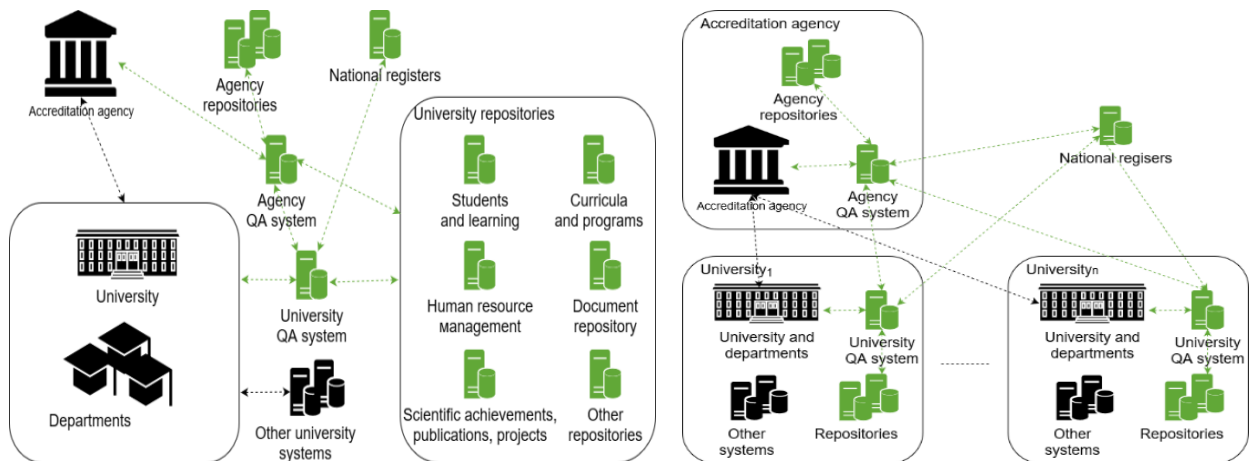 Accreditation agency
Agency
repositories
National registers
Agency
QA system
University repositories
Students
and learning
Curricula
and programs
Human resource
мanagement
Document
repository
Scientific achievements,
publications, projects
Other
repositories
University
Departments
University
QA system
Other university
systems
Accreditation agency
Agency
repositories
Accreditation agency
Agency
QA system
National regisers
University1
University and
departments
University
QA system
Other
systems
Repositories
Universityn
University and
departments
University
QA system
Other
systems
Repositories